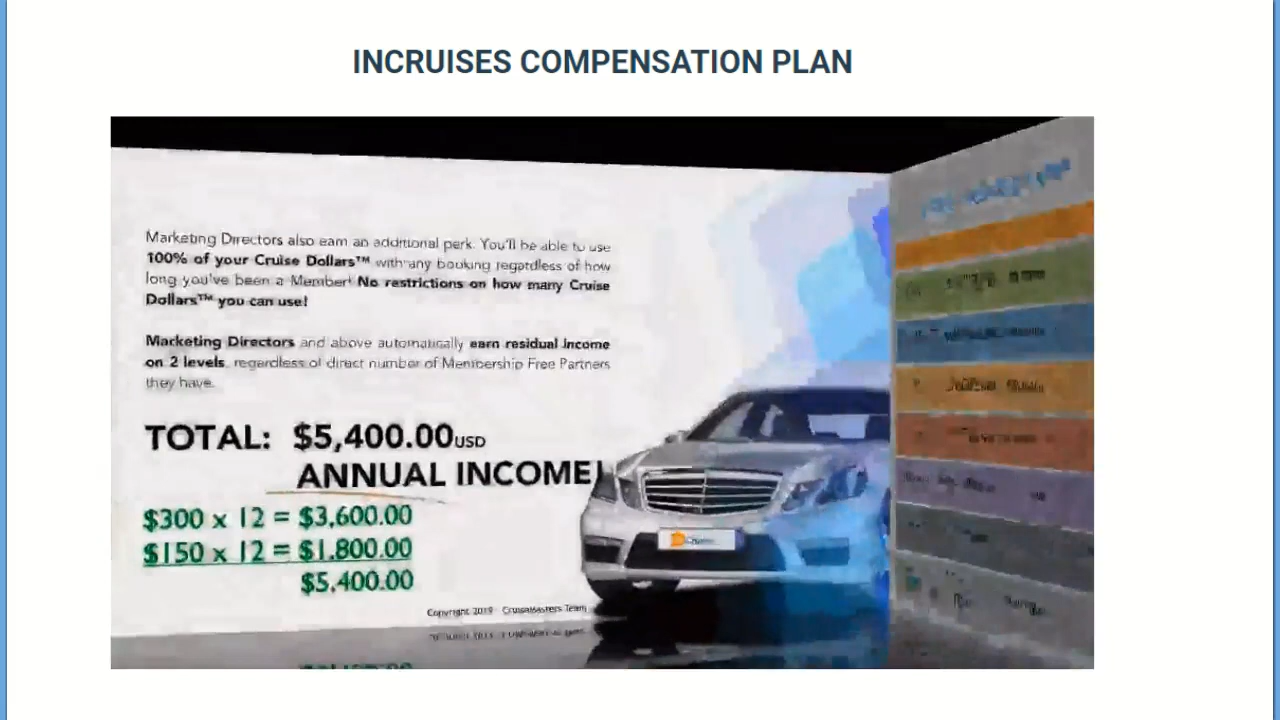 INCRUISES COMPENSATION PLAN
Marketing Directors also earn an additional perk. You'll be able to use
100% of your Cruise Dollars™ with any booking regardless of how
long you've been a Member! No restrictions on how many Cruise
Dollars™ you can use!
Marketing Directors and above automatically earn residual income
on 2 levels, regardless of direct number of Membership Free Partners
they have.
TOTAL: $5,400.00USD
ANNUAL INCOME!
$300 x 12 = $3,600.00
$150 x 12 = $1,800.00
$5,400.00
Copyright 2019 CruiseMasters Team